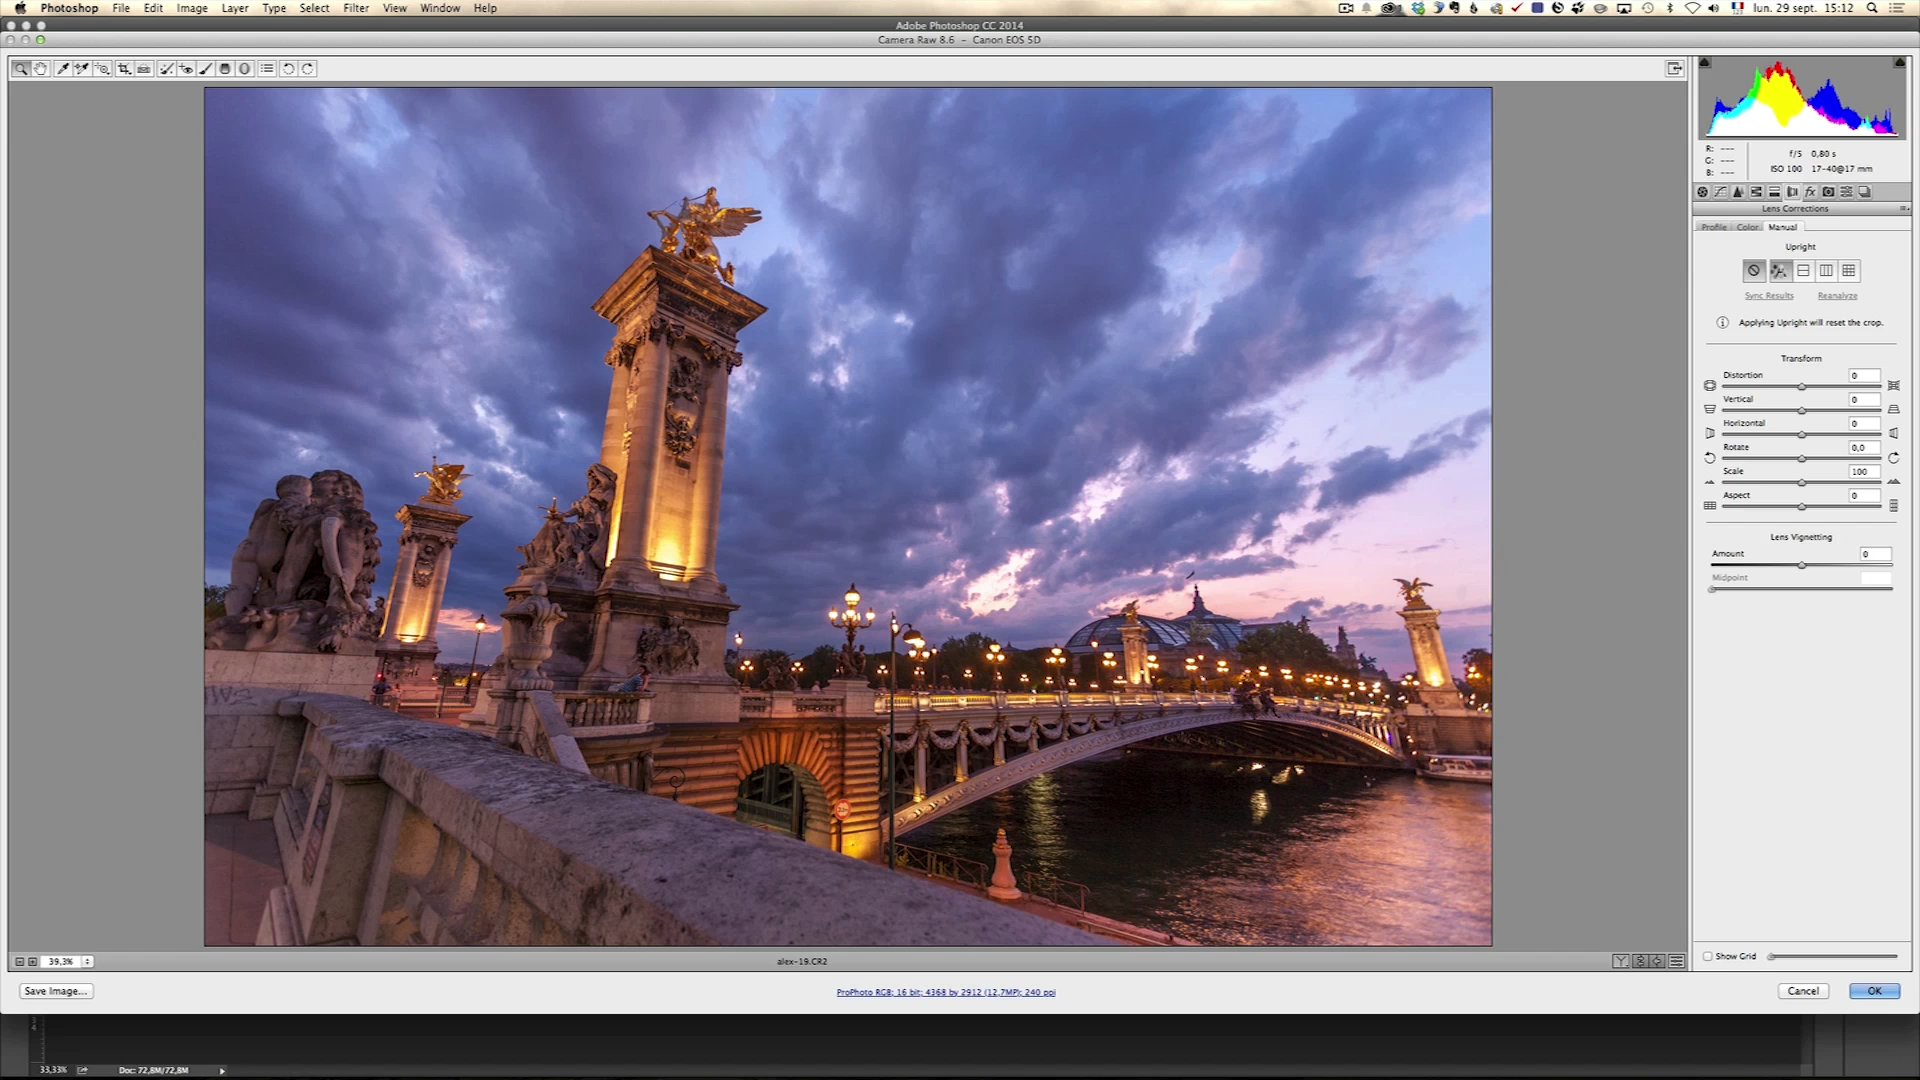 Photoshop File Edit Image Layer Type Select Filter View Window Help
lun. 29 sept. 15:12
Adobe Photoshop CC 2014
Camera Raw 8.6 – Canon EOS 5D
R: ---
G: ---
B: ---
f/5 0,80 s
ISO 100 17-40@17 mm
Lens Corrections
Profile Color Manual
Upright
Sync Results Reanalyze
Applying Upright will reset the crop.
Transform
Distortion 0
Vertical 0
Horizontal 0
Rotate 0,0
Scale 100
Aspect 0
Lens Vignetting
Amount 0
Midpoint
Show Grid
39,3%
alex-19.CR2
Save Image...
ProPhoto RGB; 16 bit; 4368 by 2912 (12,7MP); 240 ppi
Cancel OK
33,33% Doc: 72,8M/72,8M